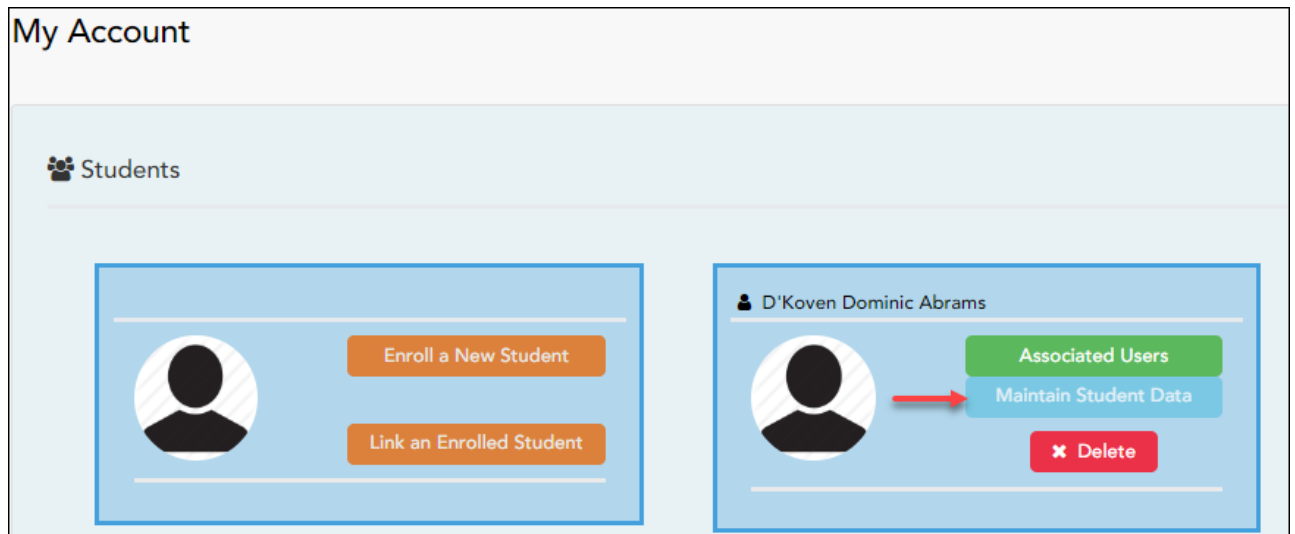 My Account
Students
Enroll a New Student
Link an Enrolled Student
D'Koven Dominic Abrams
Associated Users
Maintain Student Data
Delete